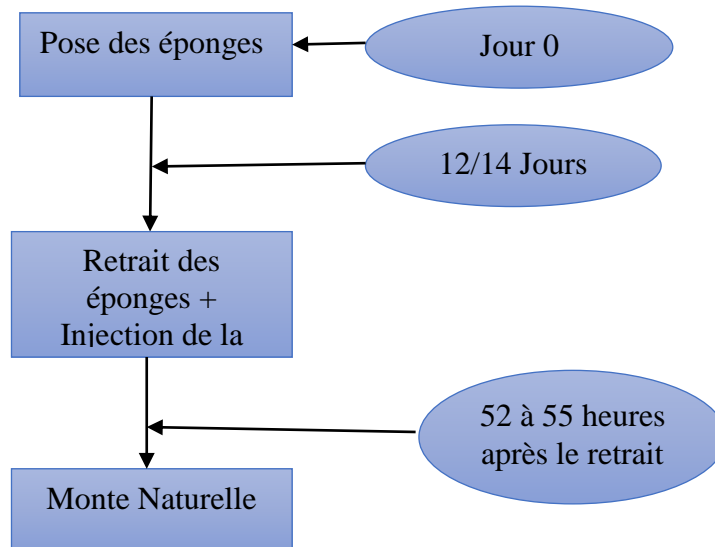 Pose des éponges
Jour 0
12/14 Jours
Retrait des
éponges +
Injection de la
52 à 55 heures
après le retrait
Monte Naturelle